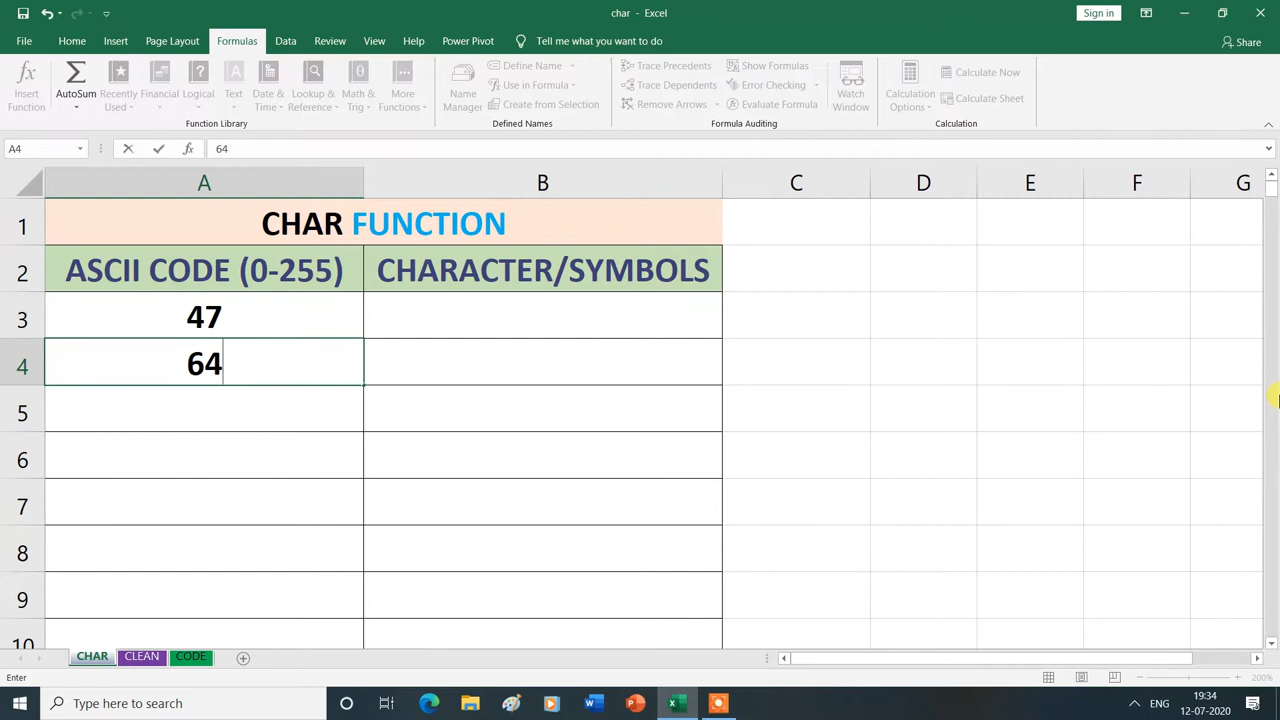 char - Excel
Sign in
File Home Insert Page Layout Formulas Data Review View Help Power Pivot Tell me what you want to do Share
Insert Function
AutoSum
Recently Used
Financial
Logical
Text
Date & Time
Lookup & Reference
Math & Trig
More Functions
Function Library
Name Manager
Define Name
Use in Formula
Create from Selection
Defined Names
Trace Precedents
Trace Dependents
Remove Arrows
Show Formulas
Error Checking
Evaluate Formula
Formula Auditing
Watch Window
Calculation Options
Calculate Now
Calculate Sheet
Calculation
A4 fx 64
A B C D E F G
1 CHAR FUNCTION
2 ASCII CODE (0-255) CHARACTER/SYMBOLS
3 47
4 64
5
6
7
8
9
10
CHAR CLEAN CODE
Enter 200%
Type here to search
ENG
19:34
12-07-2020